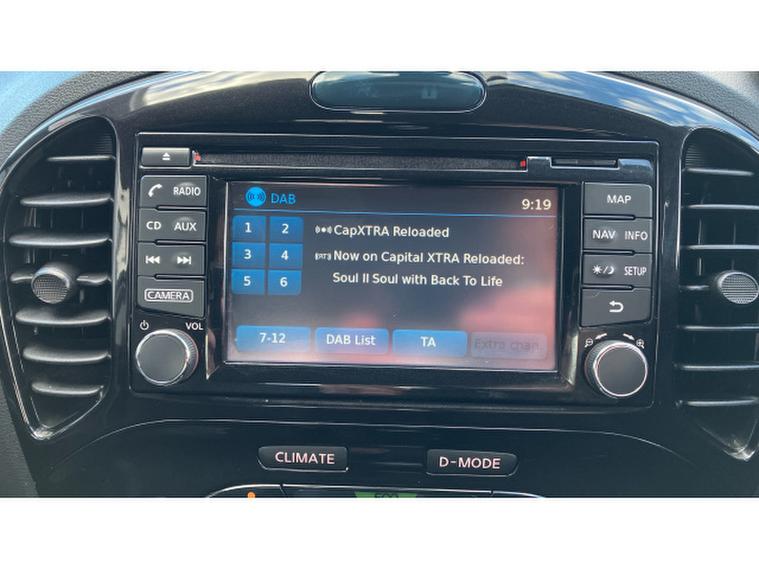 RADIO
CD AUX
CAMERA
VOL
DAB 9:19
1 2
3 4
5 6
CapXTRA Reloaded
Now on Capital XTRA Reloaded:
Soul II Soul with Back To Life
7-12 DAB List TA Extra chan.
MAP
NAV INFO
SETUP
CLIMATE D-MODE
ECO